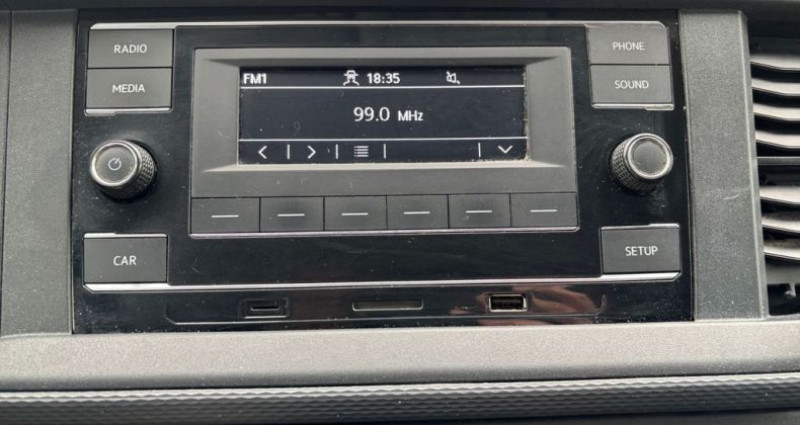 RADIO
PHONE
MEDIA
SOUND
FM1 18:35
99.0 MHz
CAR
SETUP